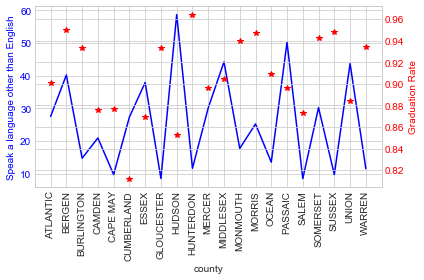 Speak a language other than English
60
50
40
30
20
10
0.96
0.94
0.92
0.90
0.88
0.86
0.84
0.82
Graduation Rate
ATLANTIC
BERGEN
BURLINGTON
CAMDEN
CAPE MAY
CUMBERLAND
ESSEX
GLOUCESTER
HUDSON
HUNTERDON
MERCER
MIDDLESEX
MONMOUTH
MORRIS
OCEAN
PASSAIC
SALEM
SOMERSET
SUSSEX
UNION
WARREN
county